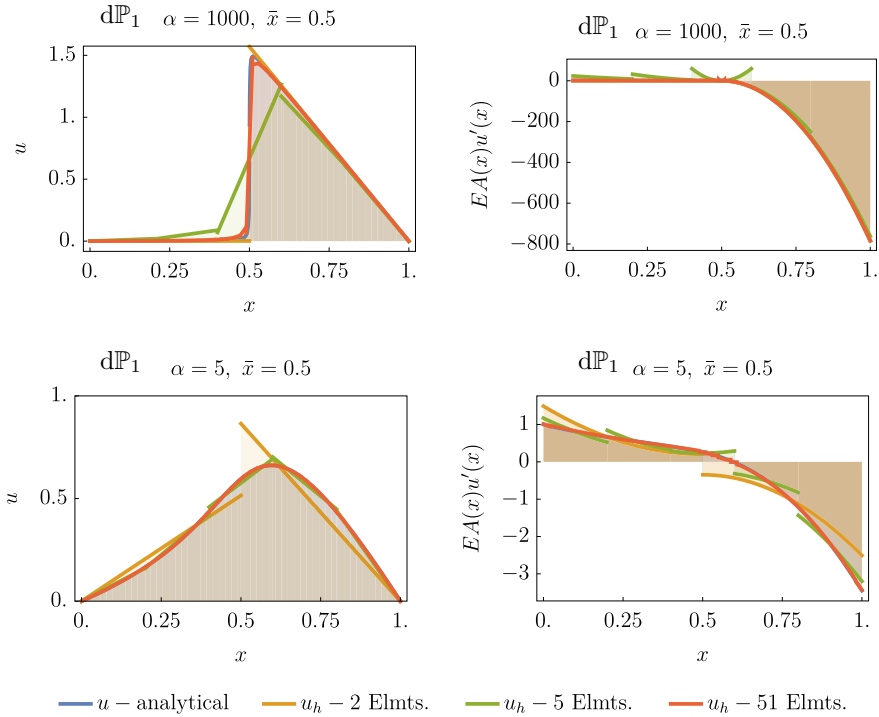 dℙ₁ α = 1000, x̄ = 0.5
1.5
1.
0.5
0.
u
0. 0.25 0.5 0.75 1.
x
dℙ₁ α = 1000, x̄ = 0.5
0
−200
−400
−600
−800
EA(x)u′(x)
0. 0.25 0.5 0.75 1.
x
dℙ₁ α = 5, x̄ = 0.5
1.
0.5
0.
u
0. 0.25 0.5 0.75 1.
x
dℙ₁ α = 5, x̄ = 0.5
1
0
−1
−2
−3
EA(x)u′(x)
0. 0.25 0.5 0.75 1.
x
u − analytical uₕ − 2 Elmts. uₕ − 5 Elmts. uₕ − 51 Elmts.